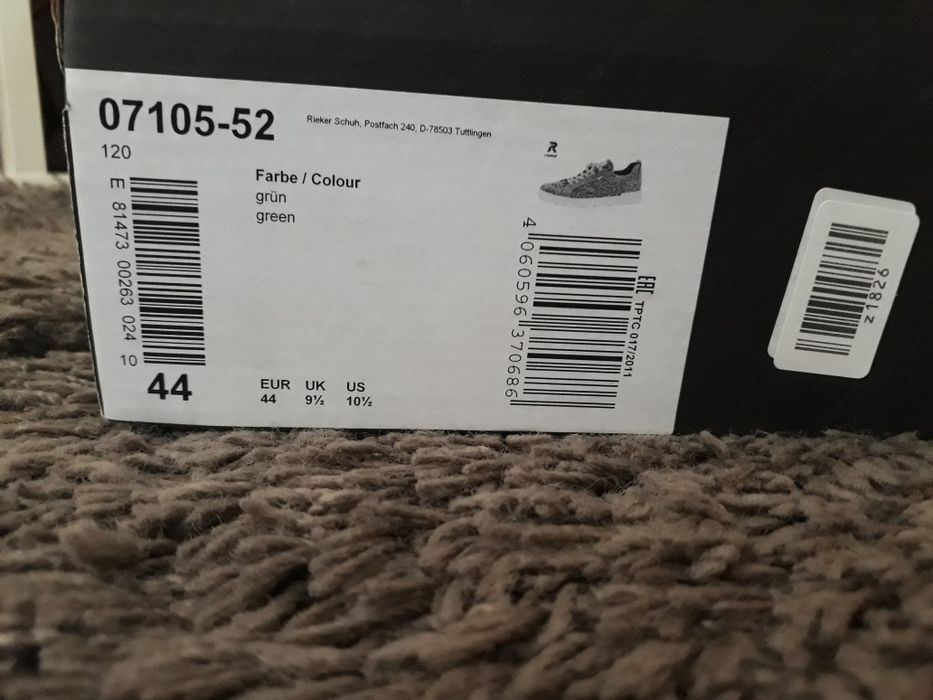 07105-52
Rieker Schuh, Postfach 240, D-78503 Tuttlingen
120
Farbe / Colour
grün
green
E 81473 00263 024 10
44
EUR UK US
44 9½ 10½
R
4 060596 370686
EAC TPTC 017/2011
z1826